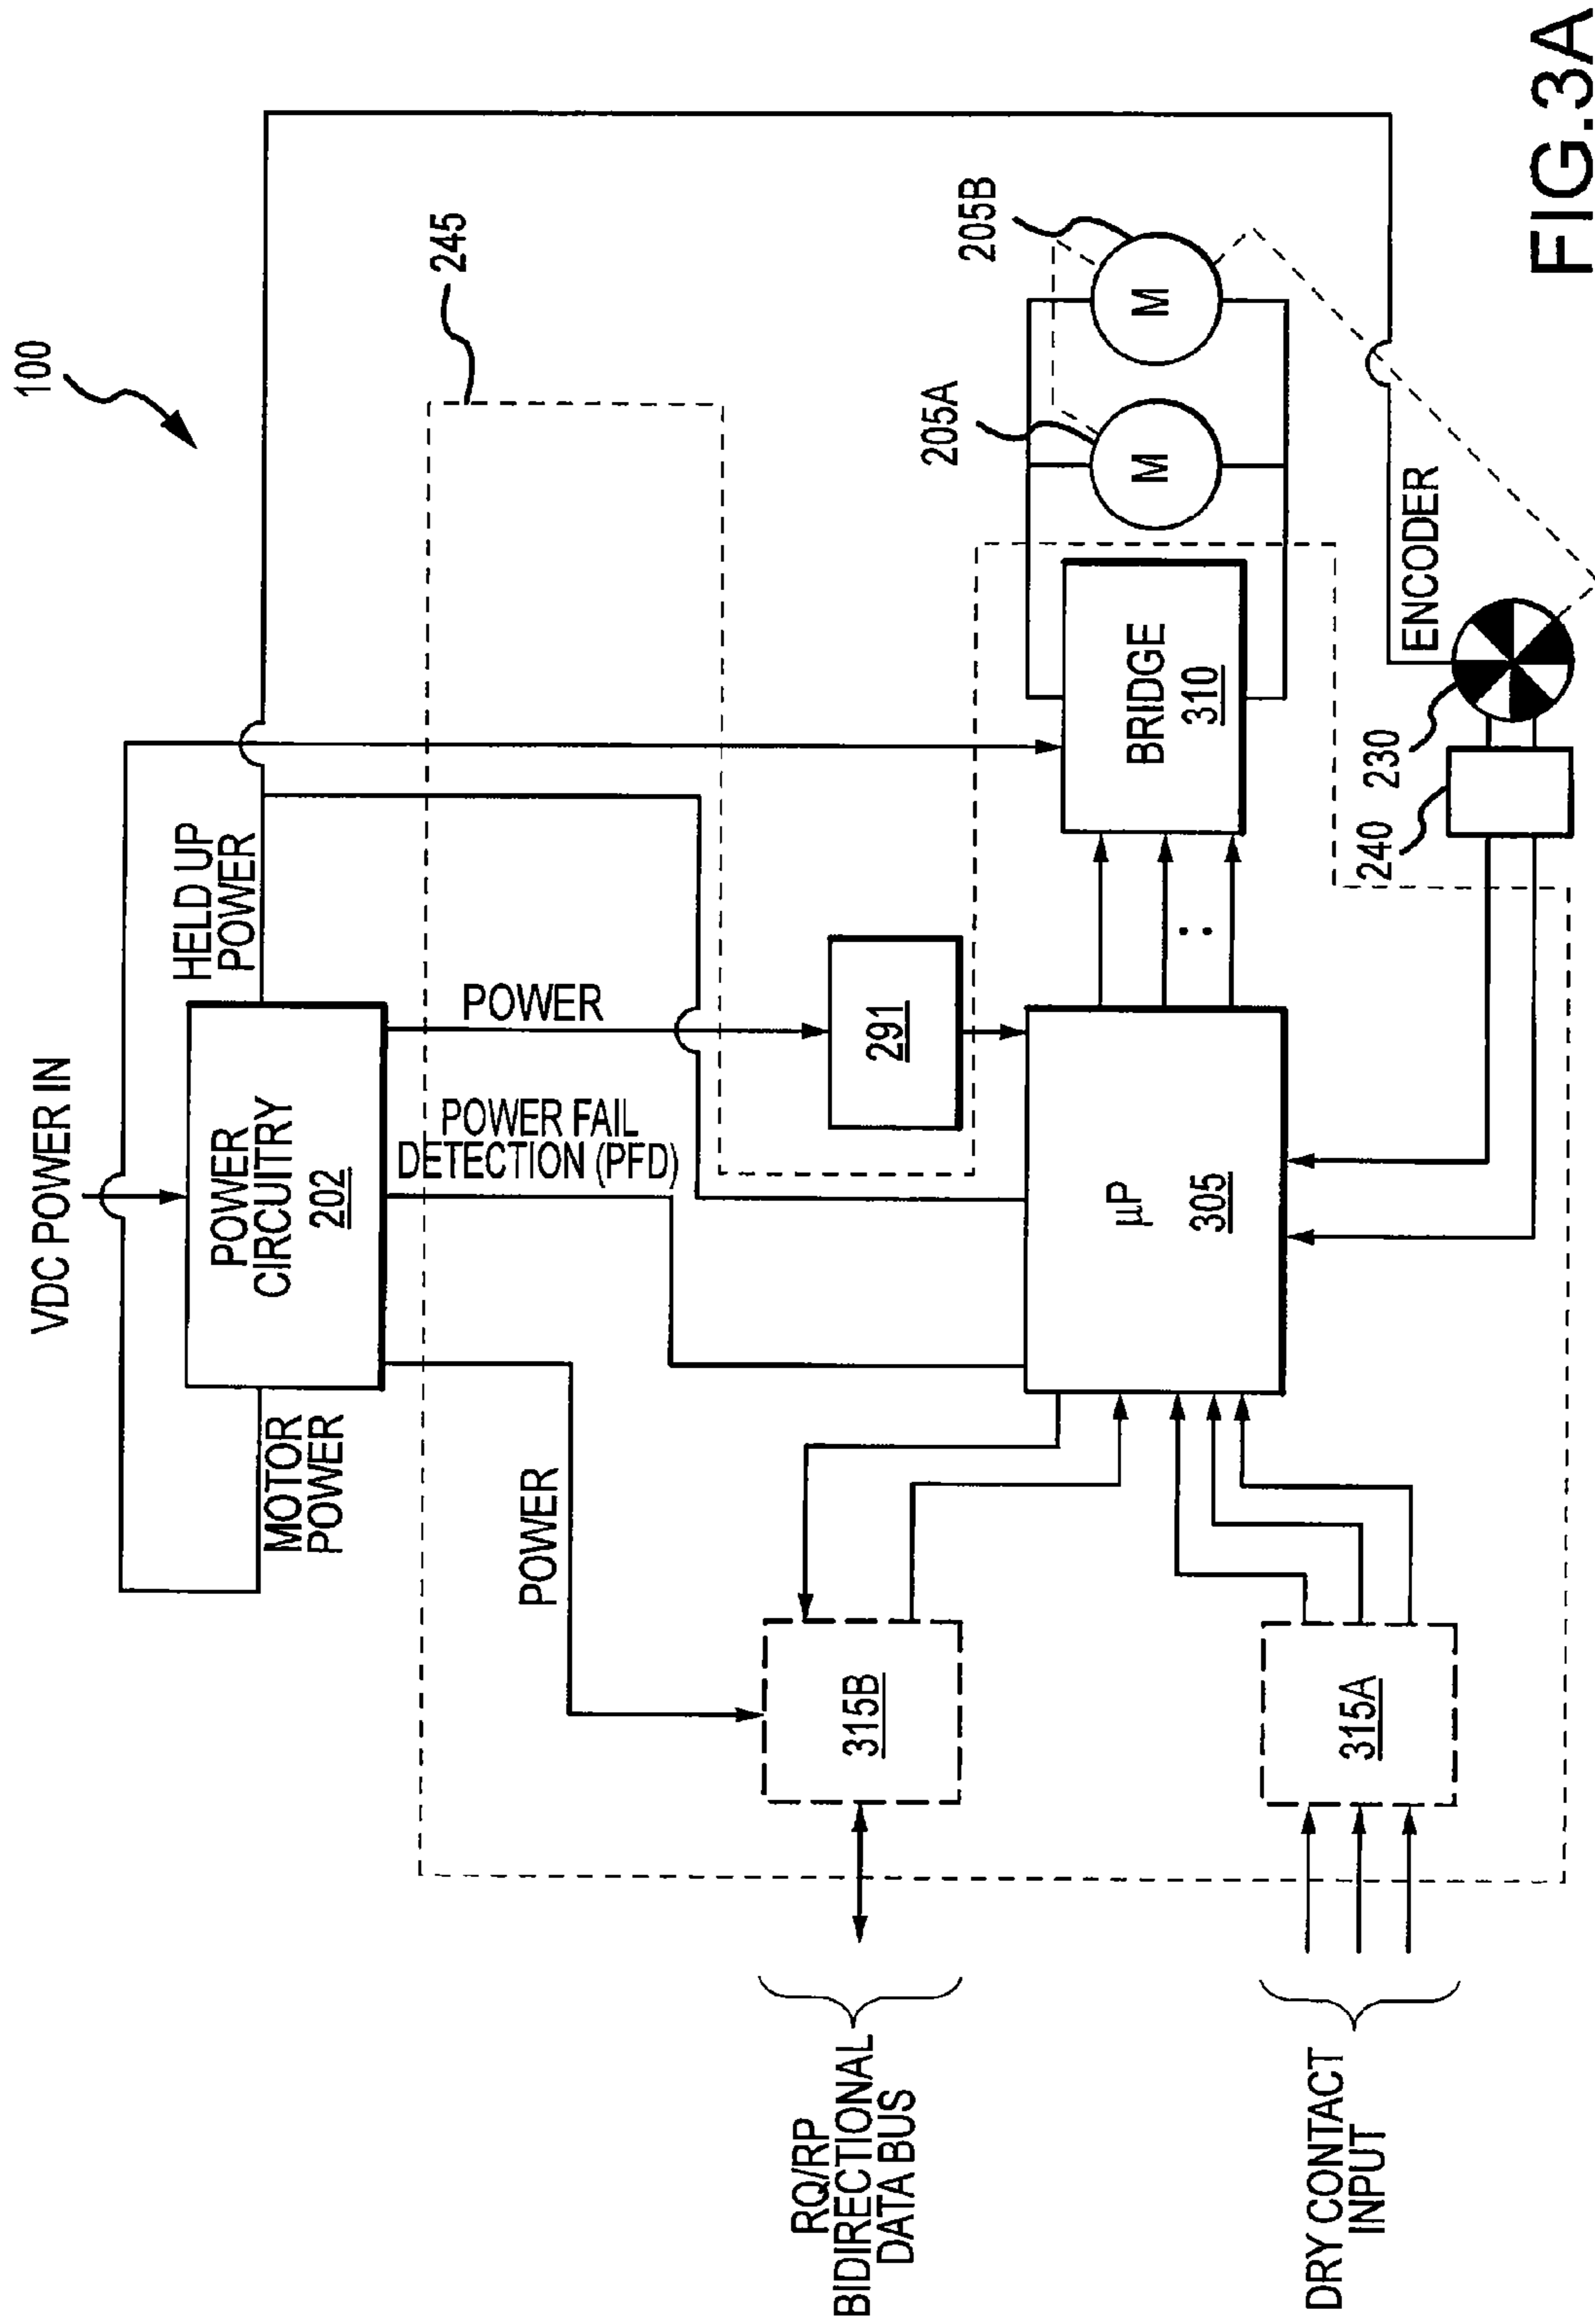 100
VDC POWER IN
HELD UP
POWER
MOTOR
POWER
POWER
CIRCUITRY
202
245
POWER
POWER FAIL
DETECTION (PFD)
POWER
291
205A
205B
M
M
BRIDGE
310
µP
305
315B
315A
RQ/RP
BIDIRECTIONAL
DATA BUS
DRY CONTACT
INPUT
ENCODER
240
230
FIG.3A